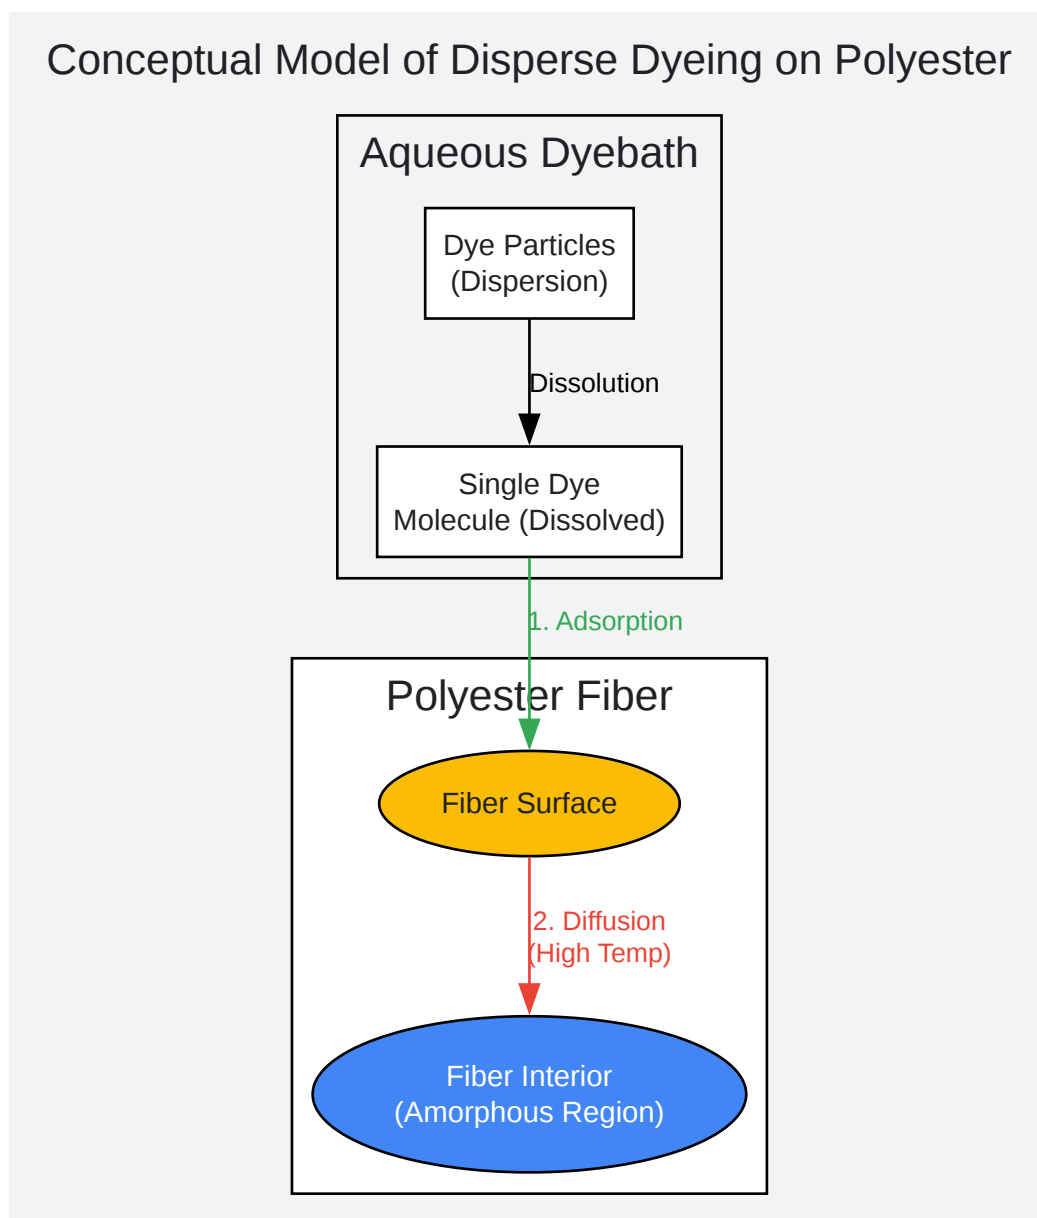 Conceptual Model of Disperse Dyeing on Polyester
Aqueous Dyebath
Dye Particles
(Dispersion)
Dissolution
Single Dye
Molecule (Dissolved)
1. Adsorption
Polyester Fiber
Fiber Surface
2. Diffusion
(High Temp)
Fiber Interior
(Amorphous Region)